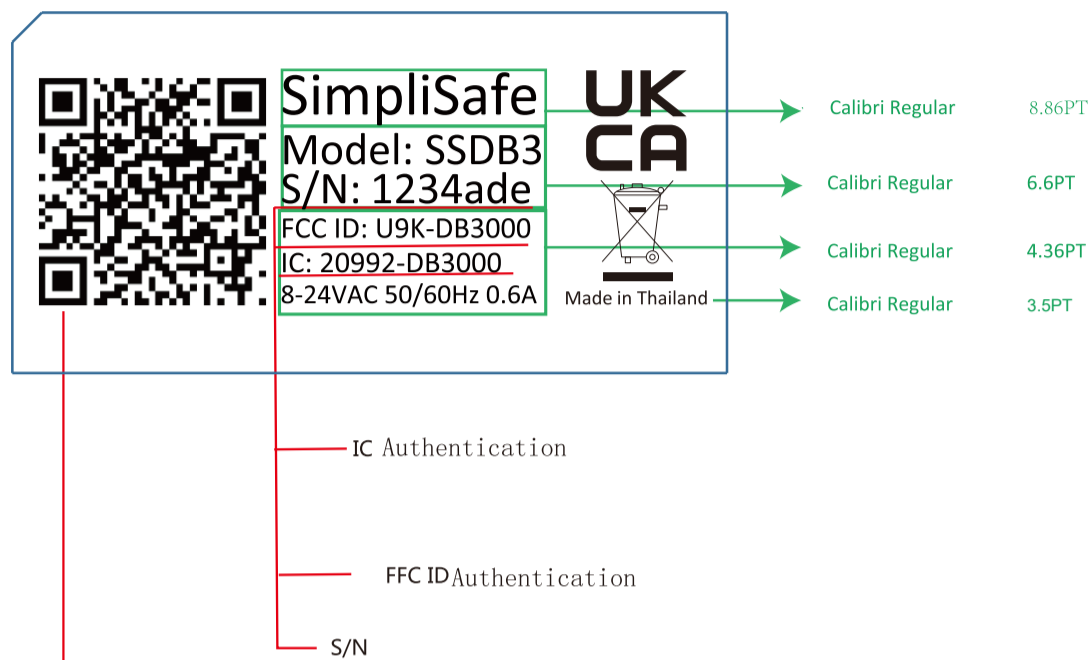 SimpliSafe
Model: SSDB3
S/N: 1234ade
FCC ID: U9K-DB3000
IC: 20992-DB3000
8-24VAC 50/60Hz 0.6A
UK
CA
Made in Thailand
Calibri Regular 8.86PT
Calibri Regular 6.6PT
Calibri Regular 4.36PT
Calibri Regular 3.5PT
IC Authentication
FFC ID Authentication
S/N